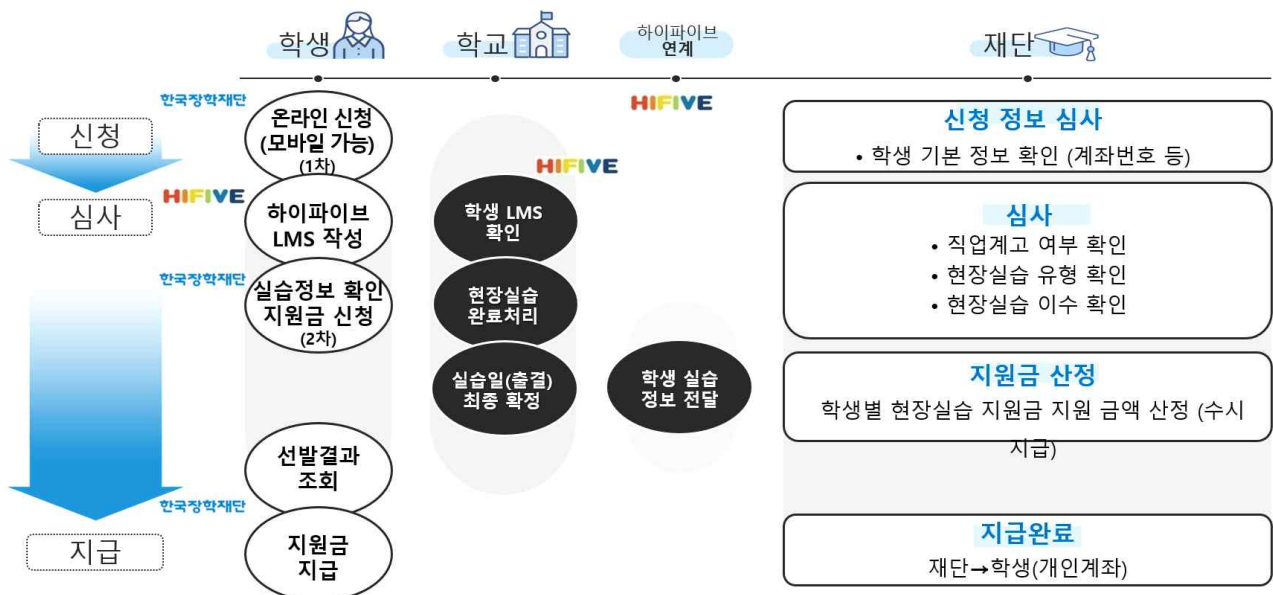 학생
학교
하이파이브
연계
재단
한국장학재단
HIFIVE
신청
온라인 신청
(모바일 가능)
(1차)
신청 정보 심사
• 학생 기본 정보 확인 (계좌번호 등)
HIFIVE
HIFIVE
심사
하이파이브
LMS 작성
학생 LMS
확인
심사
• 직업계고 여부 확인
• 현장실습 유형 확인
• 현장실습 이수 확인
한국장학재단
실습정보 확인
지원금 신청
(2차)
현장실습
완료처리
실습일(출결)
최종 확정
학생 실습
정보 전달
지원금 산정
학생별 현장실습 지원금 지원 금액 산정 (수시
지급)
선발결과
조회
한국장학재단
지급
지원금
지급
지급완료
재단→학생(개인계좌)